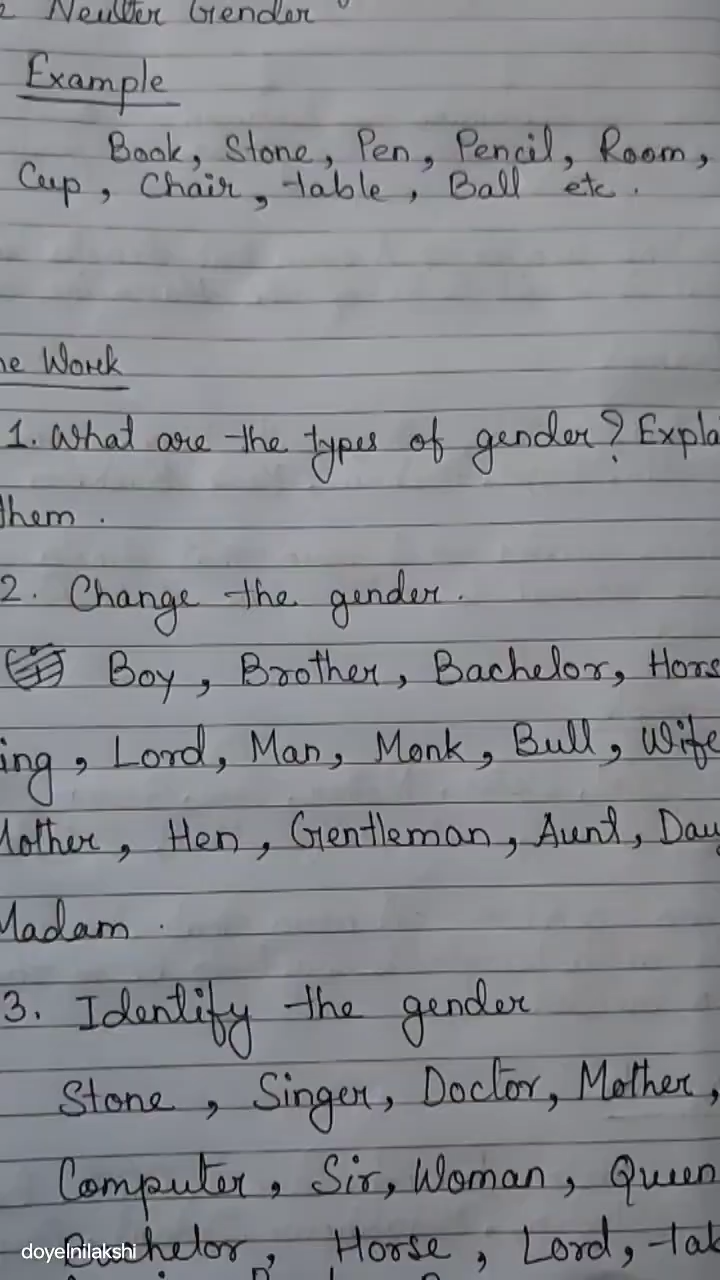 Neuter Gender
Example
Book, Stone, Pen, Pencil, Room,
Cup, Chair, table, Ball etc.
Work
1. What are the types of gender? Expla
them.
2. Change the gender.
Boy, Brother, Bachelor, Hors
ing, Lord, Man, Monk, Bull, Wife
Mother, Hen, Gentleman, Aunt, Dau
Madam.
3. Identify the gender
Stone, Singer, Doctor, Mother,
Computer, Sir, Woman, Queen
Bachelor, Horse, Lord, tab
doyelnilakshi